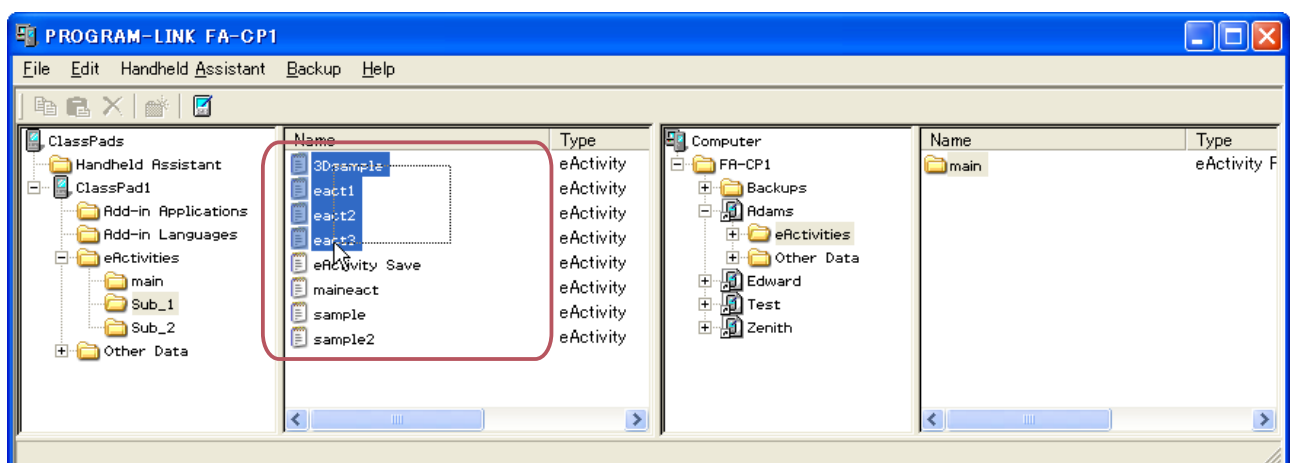 PROGRAM-LINK FA-CP1
File Edit Handheld Assistant Backup Help
ClassPads
Handheld Assistant
ClassPad1
Add-in Applications
Add-in Languages
eActivities
main
Sub_1
Sub_2
Other Data
Name Type
3Dsample eActivity
eact1 eActivity
eact2 eActivity
eact3 eActivity
eActivity Save eActivity
maineact eActivity
sample eActivity
sample2 eActivity
Computer
FA-CP1
Backups
Adams
eActivities
Other Data
Edward
Test
Zenith
Name Type
main eActivity F